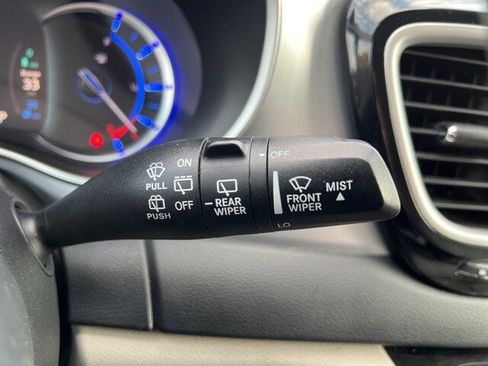 ON
PULL
OFF
PUSH
REAR
WIPER
OFF
FRONT
WIPER
MIST
LO